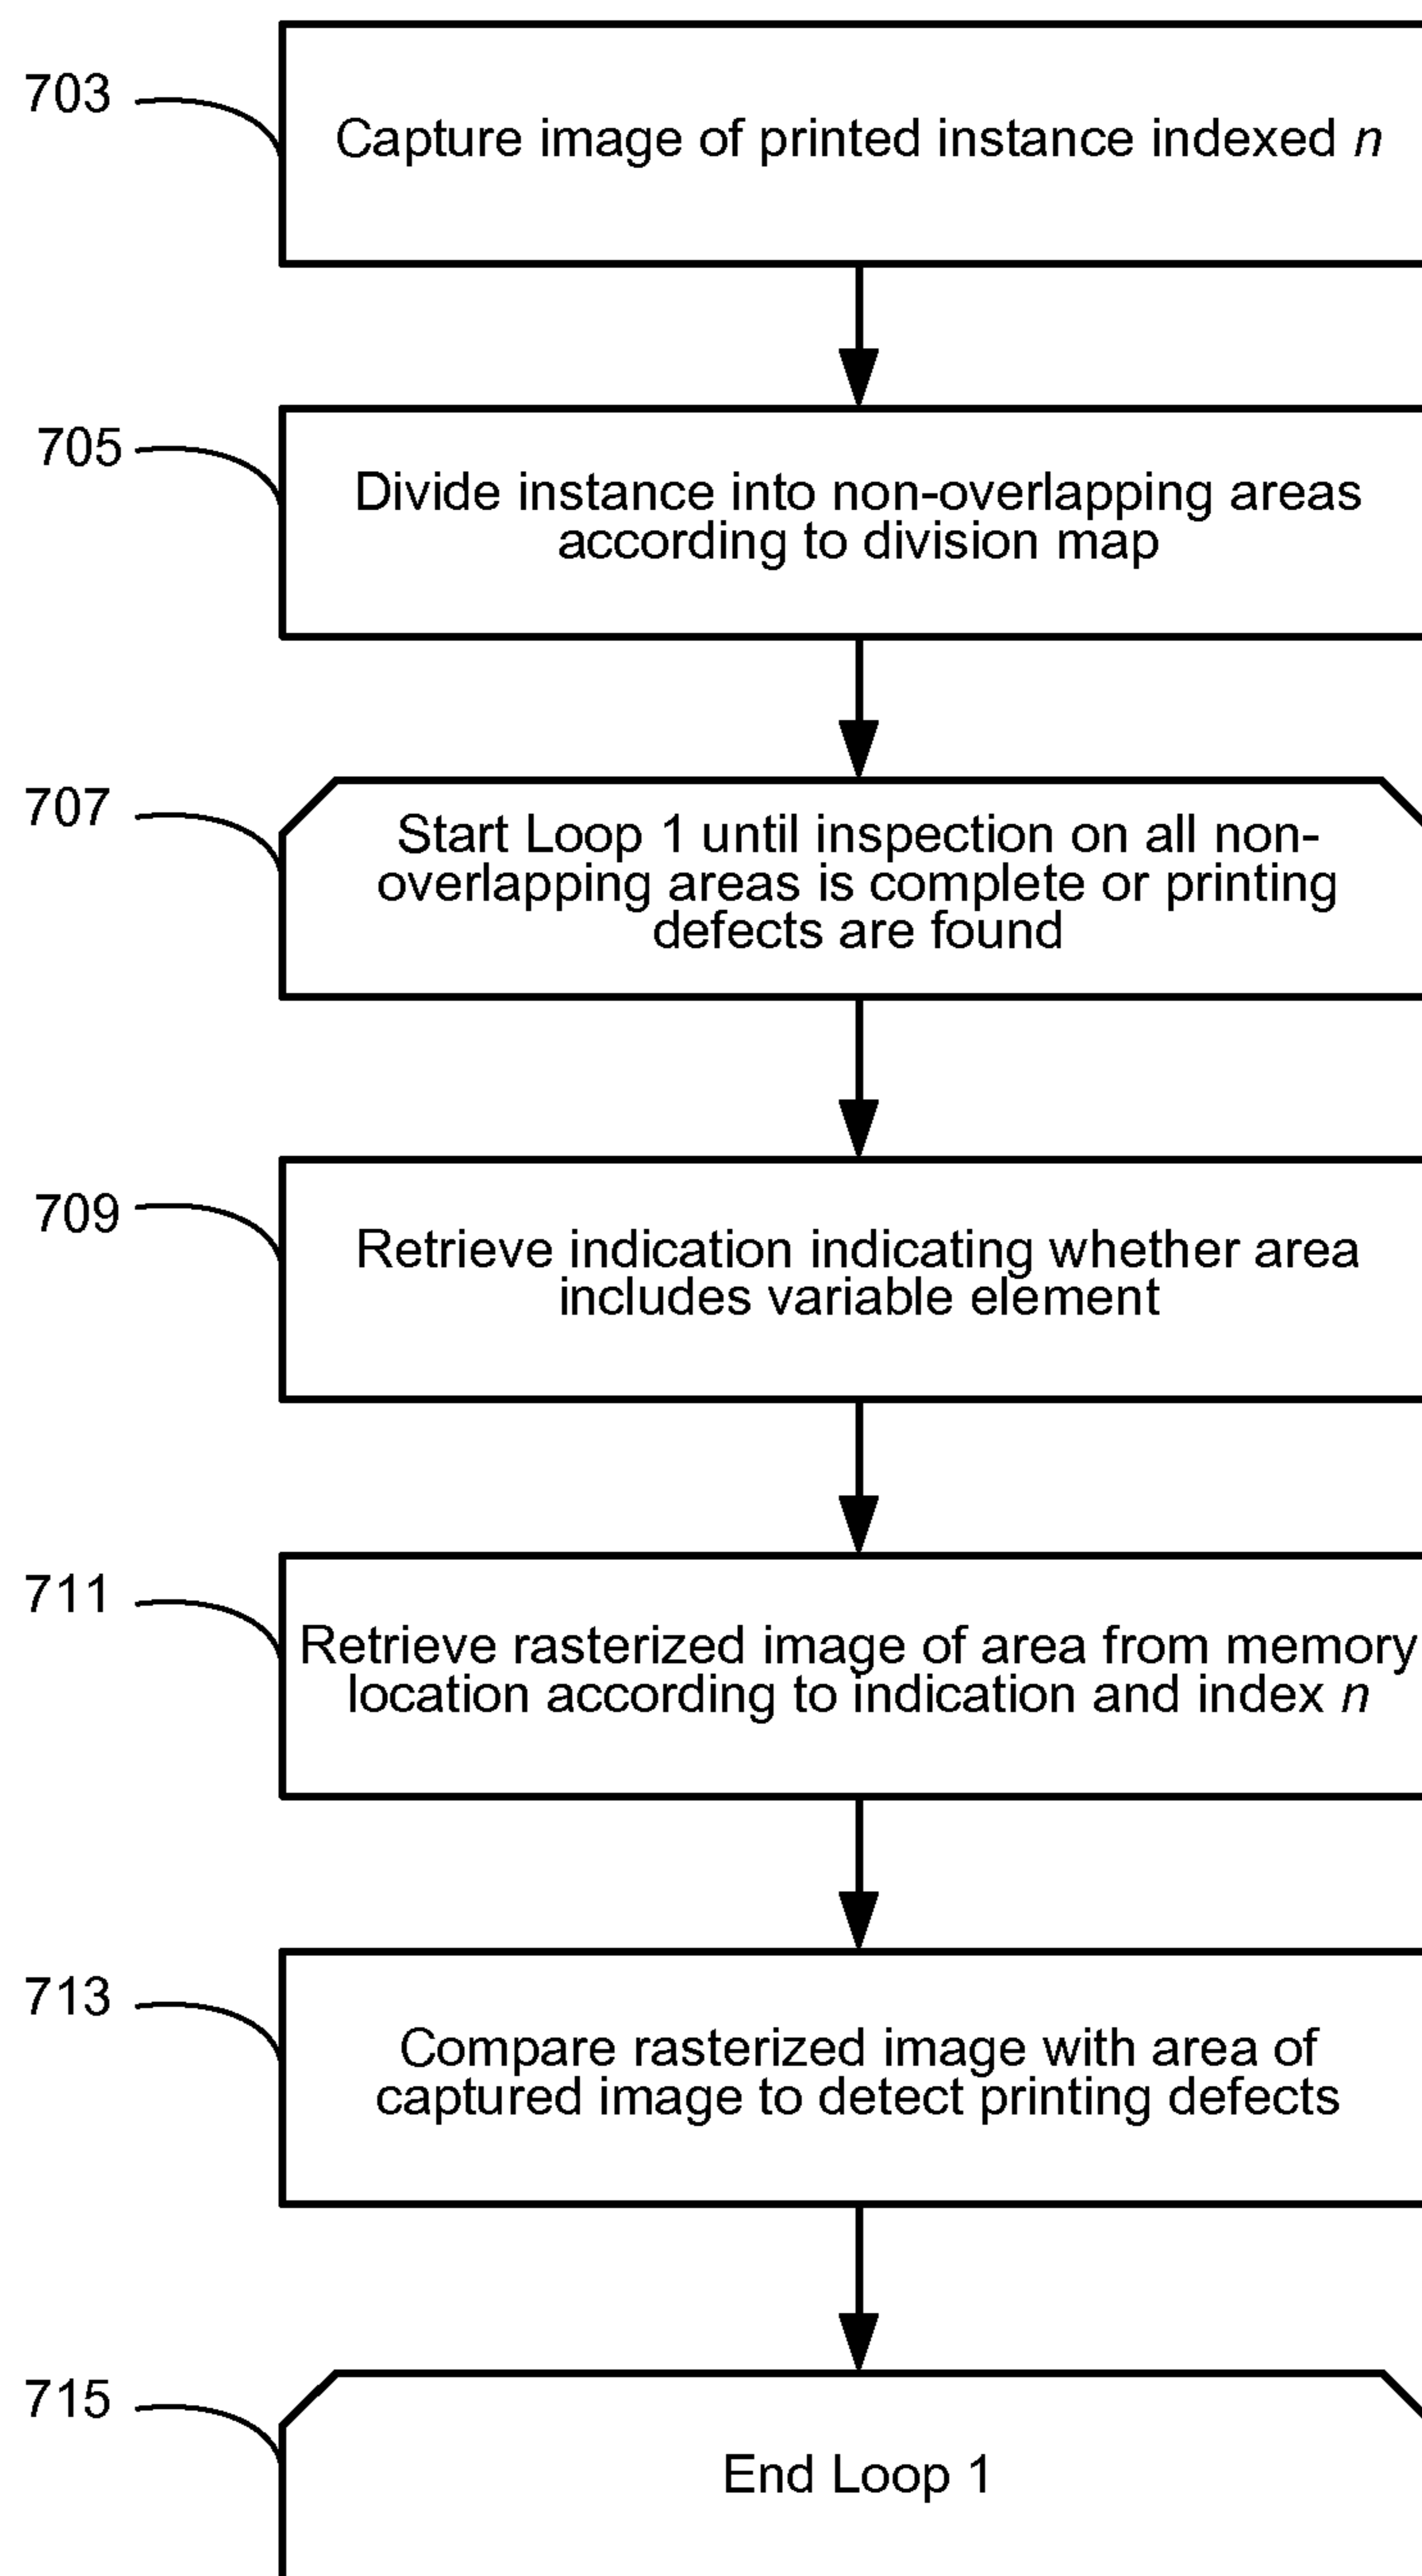 703
Capture image of printed instance indexed n
705
Divide instance into non-overlapping areas
according to division map
707
Start Loop 1 until inspection on all non-
overlapping areas is complete or printing
defects are found
709
Retrieve indication indicating whether area
includes variable element
711
Retrieve rasterized image of area from memory
location according to indication and index n
713
Compare rasterized image with area of
captured image to detect printing defects
715
End Loop 1